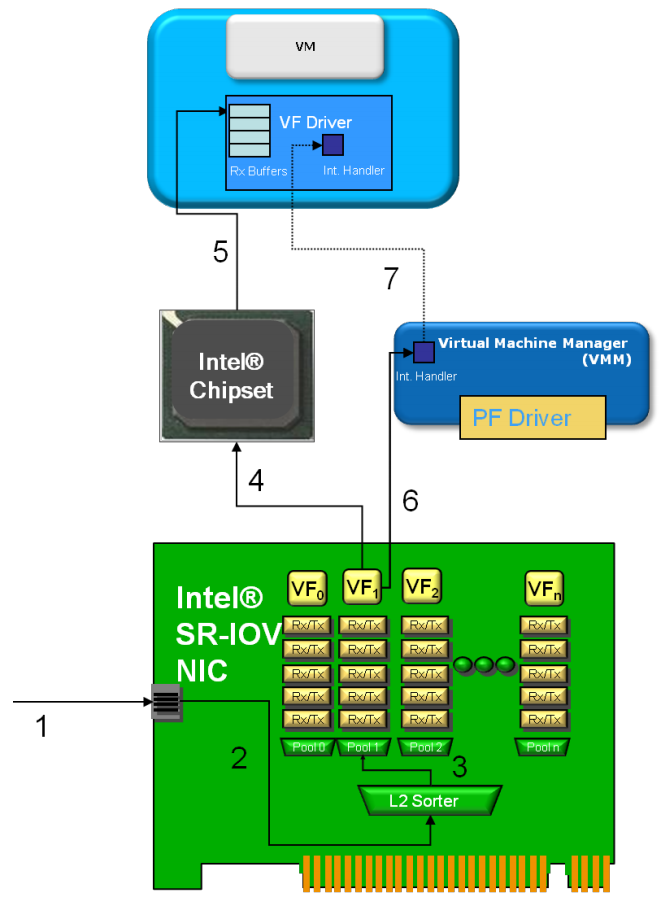 VM
VF Driver
Rx Buffers
Int. Handler
5
7
Intel®
Chipset
Virtual Machine Manager
(VMM)
Int. Handler
PF Driver
4
6
Intel®
SR-IOV
NIC
VF0 VF1 VF2 VFn
Rx/Tx Rx/Tx Rx/Tx Rx/Tx
Rx/Tx Rx/Tx Rx/Tx Rx/Tx
Rx/Tx Rx/Tx Rx/Tx Rx/Tx
Rx/Tx Rx/Tx Rx/Tx Rx/Tx
Rx/Tx Rx/Tx Rx/Tx Rx/Tx
Pool 0 Pool 1 Pool 2 Pool n
1
2
3
L2 Sorter